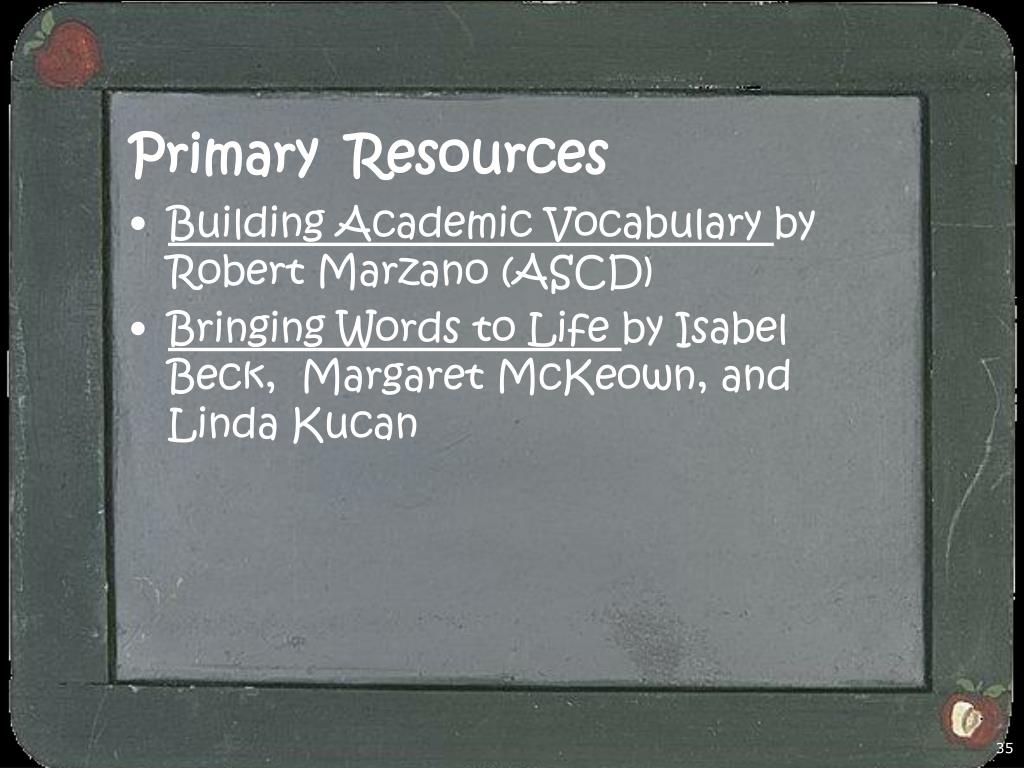 Primary Resources
• Building Academic Vocabulary by
Robert Marzano (ASCD)
• Bringing Words to Life by Isabel
Beck, Margaret McKeown, and
Linda Kucan
35